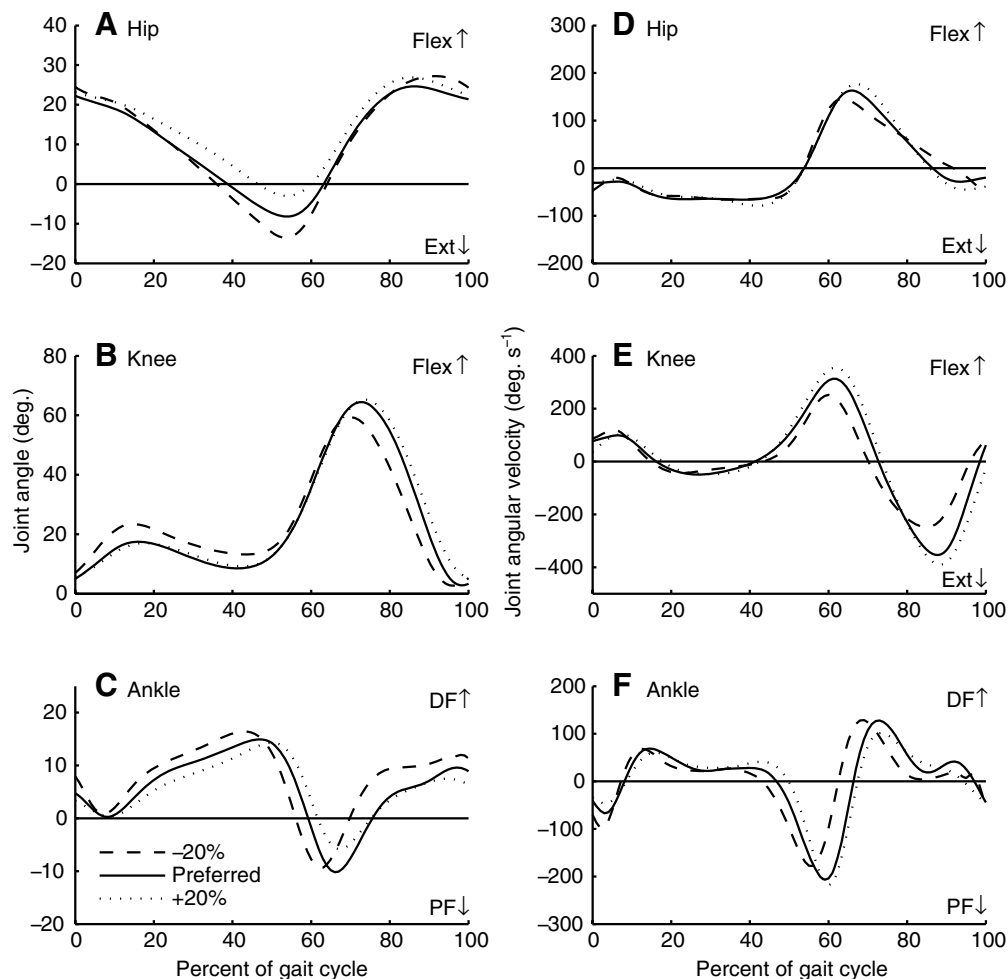 A Hip
Flex↑
40
30
20
10
0
–10
–20
Ext↓
0 20 40 60 80 100
D Hip
Flex↑
300
200
100
0
–100
–200
Ext↓
0 20 40 60 80 100
B Knee
Flex↑
80
60
40
20
0
0 20 40 60 80 100
Joint angle (deg.)
E Knee
Flex↑
400
200
0
–200
–400
Ext↓
0 20 40 60 80 100
Joint angular velocity (deg. s⁻¹)
C Ankle
DF↑
20
10
0
–10
–20
–20%
Preferred
+20%
PF↓
0 20 40 60 80 100
Percent of gait cycle
F Ankle
DF↑
200
100
0
–100
–200
–300
PF↓
0 20 40 60 80 100
Percent of gait cycle